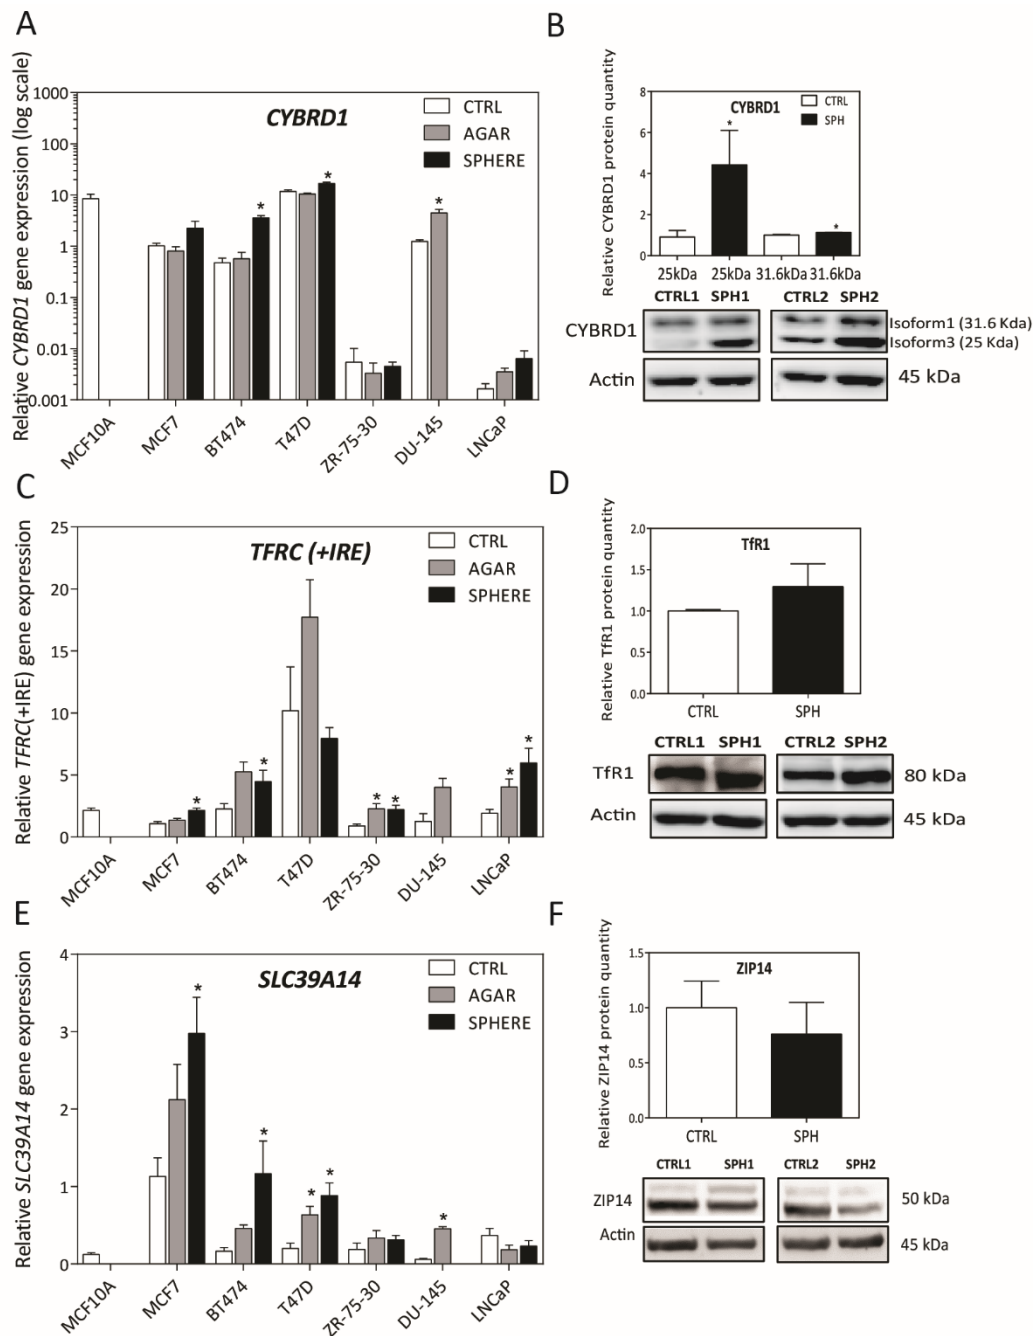 A
Relative CYBRD1 gene expression (log scale)
1000
100
10
1
0.1
0.01
0.001
CYBRD1
CTRL
AGAR
SPHERE
*
*
*
MCF10A
MCF7
BT474
T47D
ZR-75-30
DU-145
LNCaP
B
Relative CYBRD1 protein quantity
8
6
4
2
0
CYBRD1
CTRL
SPH
*
*
25kDa
25kDa
31.6kDa
31.6kDa
CTRL1 SPH1 CTRL2 SPH2
CYBRD1
Isoform1 (31.6 Kda)
Isoform3 (25 Kda)
Actin
45 kDa
C
Relative TFRC(+IRE) gene expression
25
20
15
10
5
0
TFRC (+IRE)
CTRL
AGAR
SPHERE
*
*
*
*
*
*
MCF10A
MCF7
BT474
T47D
ZR-75-30
DU-145
LNCaP
D
Relative TfR1 protein quantity
2.0
1.5
1.0
0.5
0.0
TfR1
CTRL
SPH
CTRL1 SPH1 CTRL2 SPH2
TfR1
80 kDa
Actin
45 kDa
E
Relative SLC39A14 gene expression
4
3
2
1
0
SLC39A14
CTRL
AGAR
SPHERE
*
*
*
*
*
MCF10A
MCF7
BT474
T47D
ZR-75-30
DU-145
LNCaP
F
Relative ZIP14 protein quantity
1.5
1.0
0.5
0.0
ZIP14
CTRL
SPH
CTRL1 SPH1 CTRL2 SPH2
ZIP14
50 kDa
Actin
45 kDa